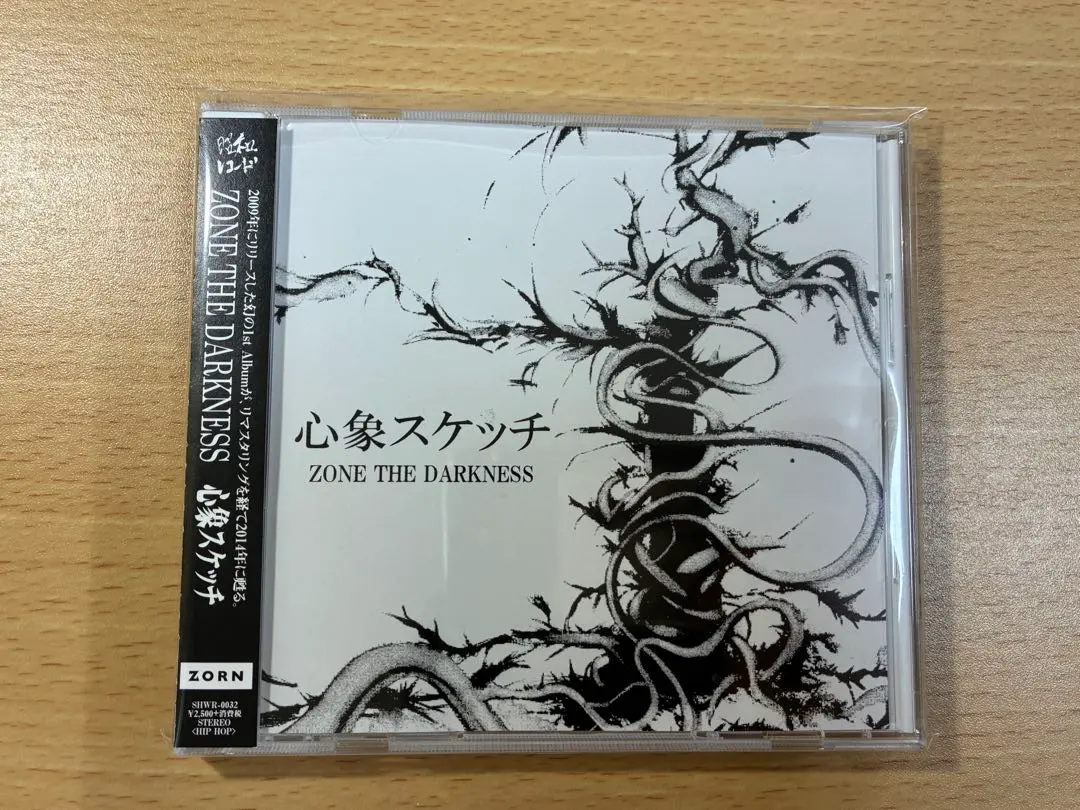 昭和レコード
2009年にリリースした幻の1st Albumが、リマスタリングを経て2014年に甦る。
ZONE THE DARKNESS 心象スケッチ
ZORN
SHWR-0032
¥2,500+消費税
STEREO
〈HIP HOP〉
心象スケッチ
ZONE THE DARKNESS